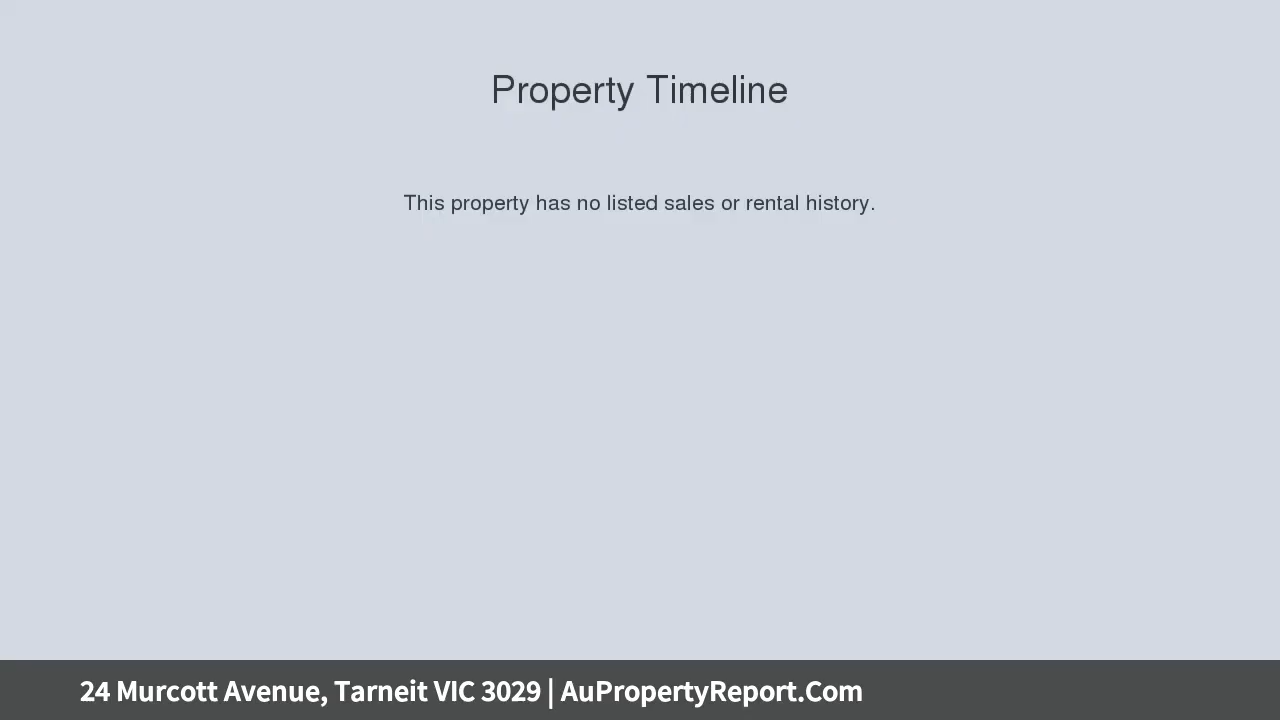 Property Timeline
This property has no listed sales or rental history.
24 Murcott Avenue, Tarneit VIC 3029 | AuPropertyReport.Com